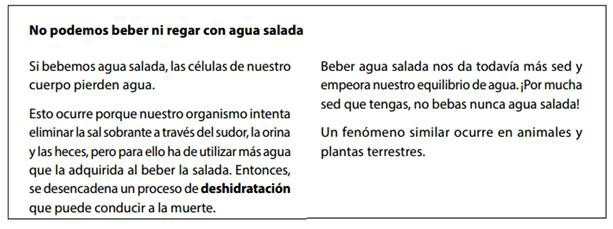 No podemos beber ni regar con agua salada
Si bebemos agua salada, las células de nuestro
cuerpo pierden agua.
Esto ocurre porque nuestro organismo intenta
eliminar la sal sobrante a través del sudor, la orina
y las heces, pero para ello ha de utilizar más agua
que la adquirida al beber la salada. Entonces,
se desencadena un proceso de deshidratación
que puede conducir a la muerte.
Beber agua salada nos da todavía más sed y
empeora nuestro equilibrio de agua. ¡Por mucha
sed que tengas, no bebas nunca agua salada!
Un fenómeno similar ocurre en animales y
plantas terrestres.